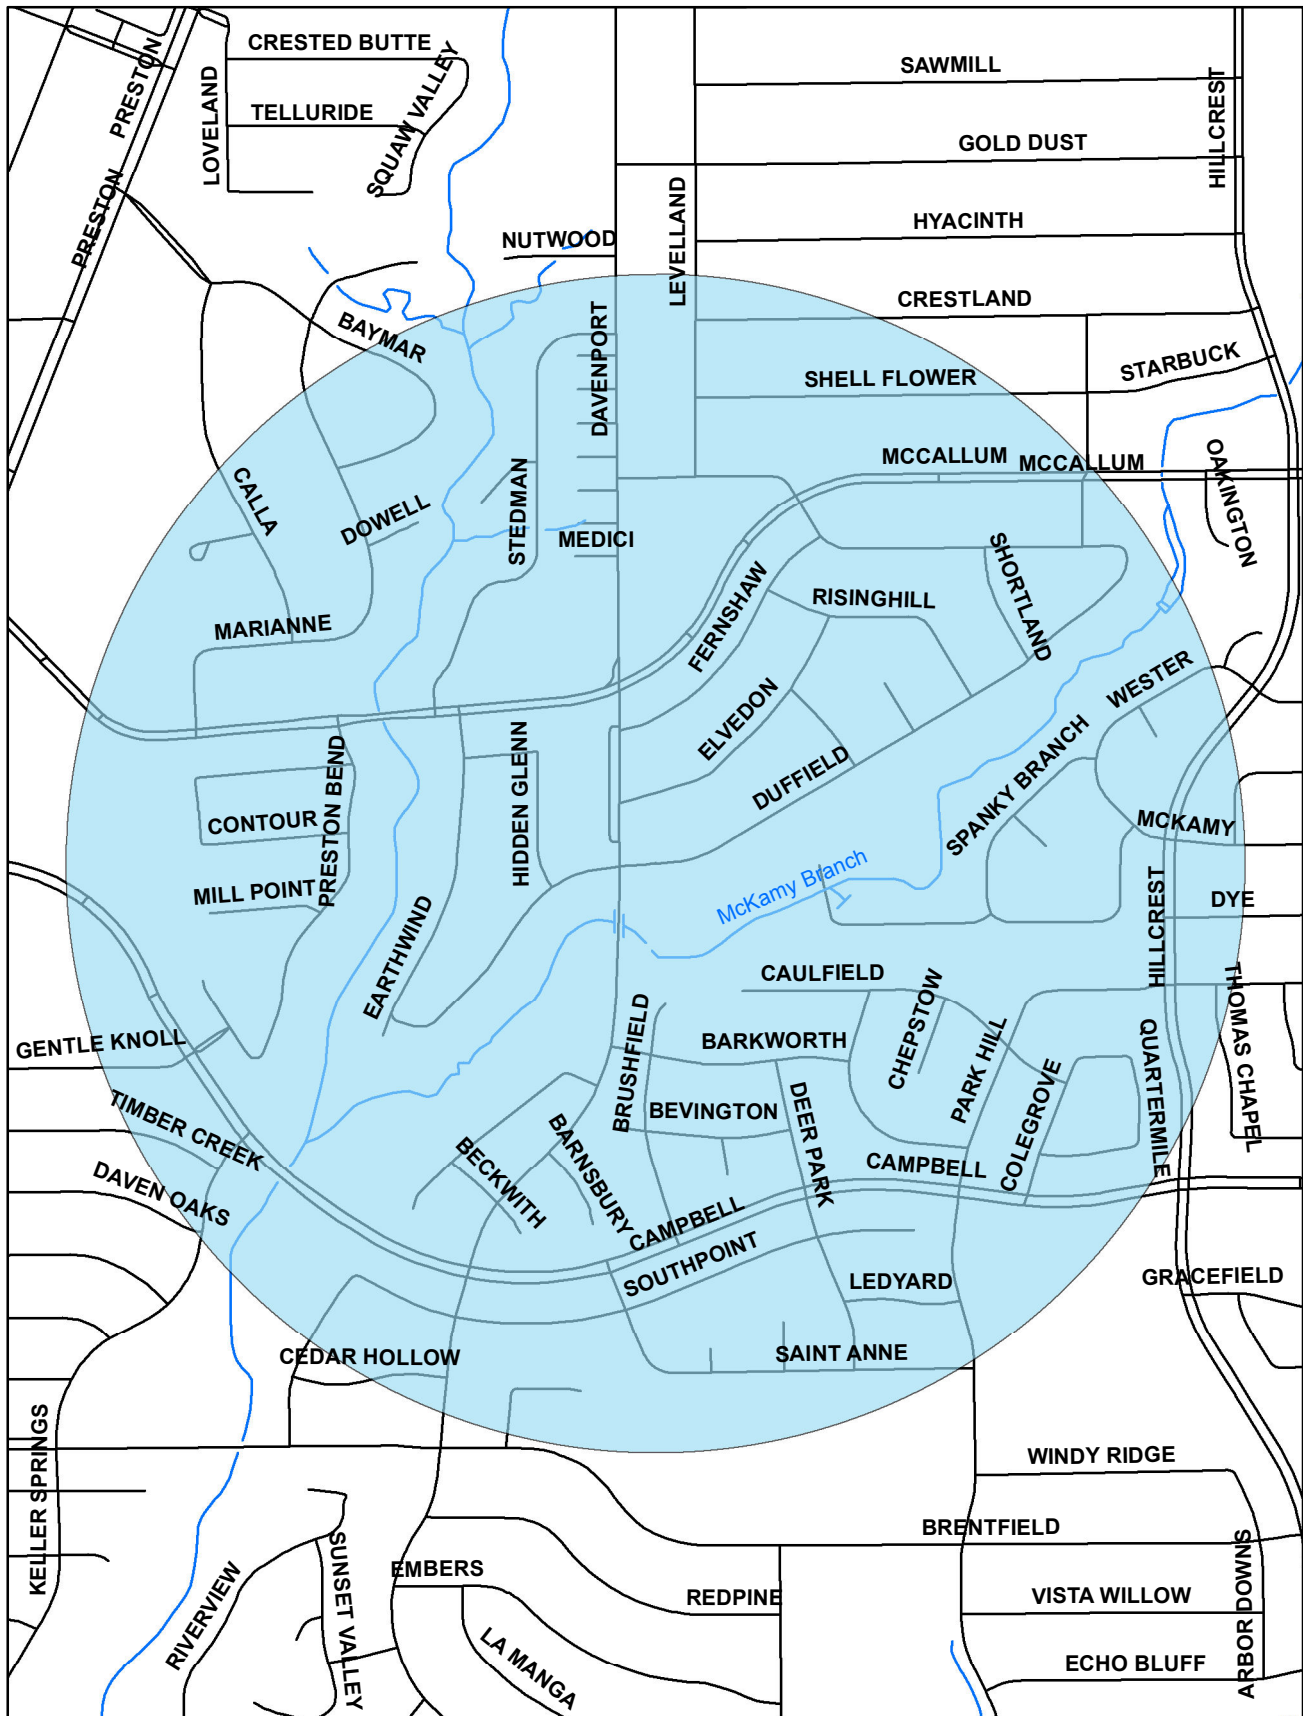 CRESTED BUTTE
SAWMILL
PRESTON
LOVELAND
TELLURIDE
SQUAW VALLEY
HILLCREST
GOLD DUST
PRESTON
LEVELLAND
HYACINTH
NUTWOOD
CRESTLAND
BAYMAR
DAVENPORT
SHELL FLOWER
STARBUCK
MCCALLUM
MCCALLUM
OAKINGTON
CALLA
DOWELL
STEDMAN
MEDICI
SHORTLAND
FERNSHAW
RISINGHILL
MARIANNE
WESTER
ELVEDON
SPANKY BRANCH
HIDDEN GLENN
PRESTON BEND
DUFFIELD
CONTOUR
MCKAMY
MILL POINT
McKamy Branch
HILLCREST
DYE
EARTHWIND
CAULFIELD
CHEPSTOW
THOMAS CHAPEL
GENTLE KNOLL
BRUSHFIELD
BARKWORTH
PARK HILL
QUARTERMILE
TIMBER CREEK
BEVINGTON
DEER PARK
COLEGROVE
BARNSBURY
BECKWITH
CAMPBELL
DAVEN OAKS
CAMPBELL
SOUTHPOINT
LEDYARD
GRACEFIELD
CEDAR HOLLOW
SAINT ANNE
KELLER SPRINGS
WINDY RIDGE
BRENTFIELD
SUNSET VALLEY
EMBERS
REDPINE
VISTA WILLOW
ARBOR DOWNS
RIVERVIEW
LA MANGA
ECHO BLUFF